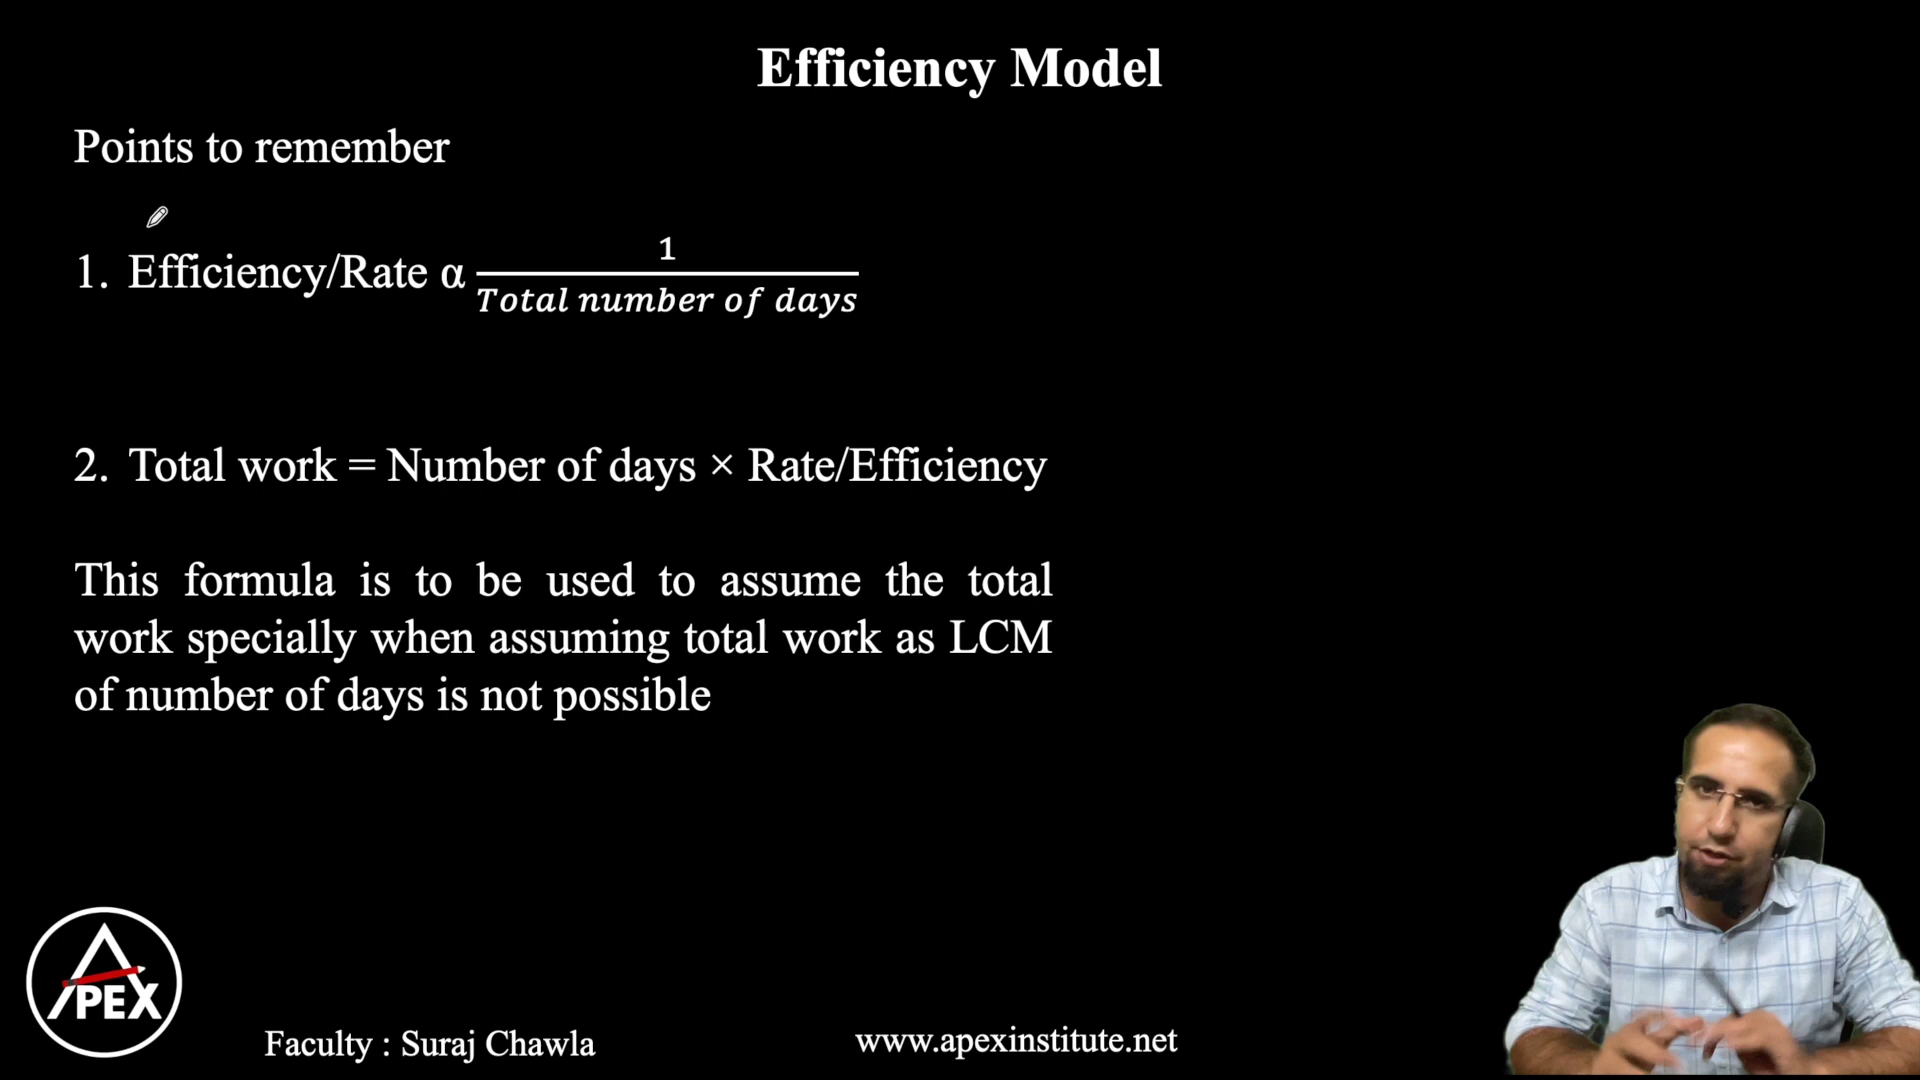 Efficiency Model
Points to remember
1. Efficiency/Rate α 1
Total number of days
2. Total work = Number of days × Rate/Efficiency
This formula is to be used to assume the total
work specially when assuming total work as LCM
of number of days is not possible
APEX
Faculty : Suraj Chawla
www.apexinstitute.net